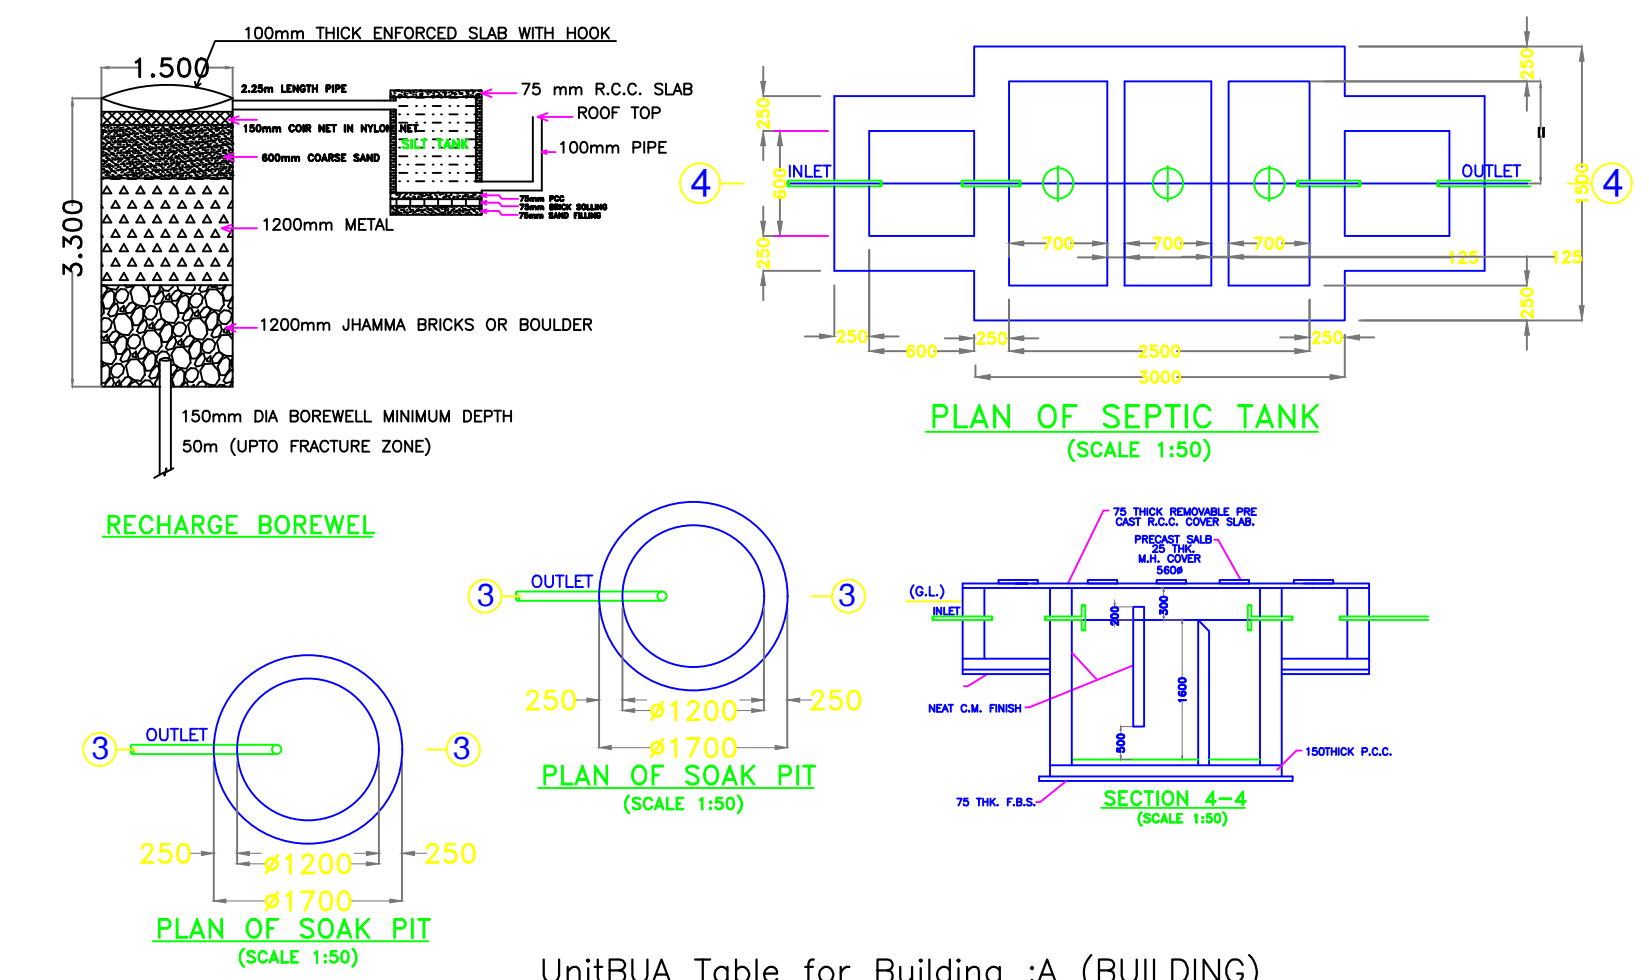 100mm THICK ENFORCED SLAB WITH HOOK
1.500
2.25m LENGTH PIPE
75 mm R.C.C. SLAB
ROOF TOP
150mm COIR NET IN NYLON NET
SILT TANK
100mm PIPE
600mm COARSE SAND
75mm PCC
75mm BRICK SOLLING
75mm SAND FILLING
1200mm METAL
3.300
1200mm JHAMMA BRICKS OR BOULDER
150mm DIA BOREWELL MINIMUM DEPTH
50m (UPTO FRACTURE ZONE)
RECHARGE BOREWEL
250
250
INLET
OUTLET
4
4
600
1500
700
700
700
125
125
250
250
250
250
250
600
2500
3000
PLAN OF SEPTIC TANK
(SCALE 1:50)
OUTLET
3
3
250
ø1200
250
ø1700
PLAN OF SOAK PIT
(SCALE 1:50)
OUTLET
3
3
250
ø1200
250
ø1700
PLAN OF SOAK PIT
(SCALE 1:50)
75 THICK REMOVABLE PRE
CAST R.C.C. COVER SLAB.
PRECAST SALB
25 THK.
M.H. COVER
560ø
(G.L.)
INLET
200
300
1600
NEAT C.M. FINISH
500
150THICK P.C.C.
75 THK. F.B.S.
SECTION 4-4
(SCALE 1:50)
UnitBUA Table for Building :A (BUILDING)